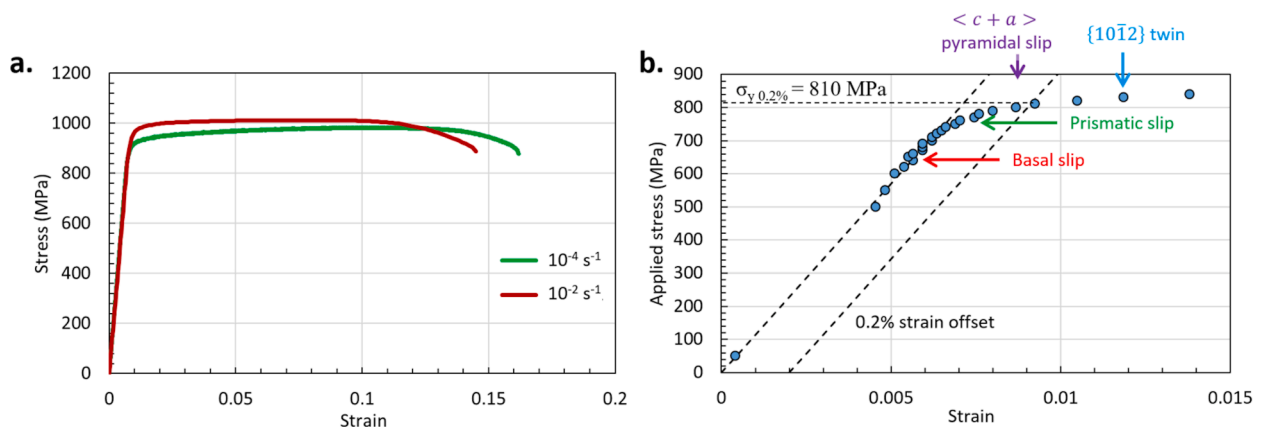 a.
1200
1000
800
600
400
200
0
0
0.05
0.1
0.15
0.2
Stress (MPa)
Strain
10⁻⁴ s⁻¹
10⁻² s⁻¹.
b.
< c + a >
pyramidal slip
{101̄2} twin
900
800
700
600
500
400
300
200
100
0
0
0.005
0.01
0.015
Applied stress (MPa)
Strain
σy 0.2% = 810 MPa
Prismatic slip
Basal slip
0.2% strain offset